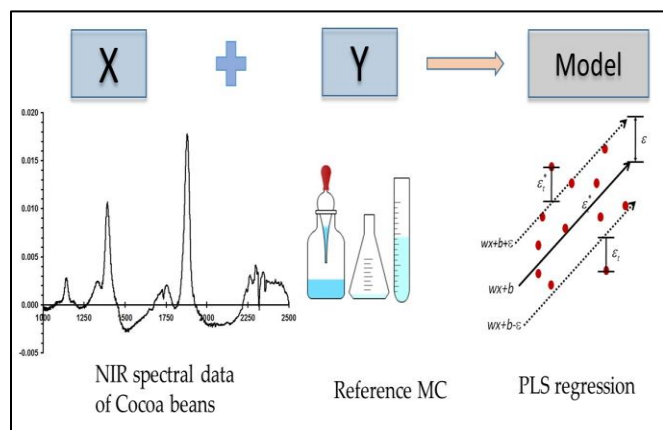 X
Y
Model
0.020
0.015
0.010
0.005
0.000
-0.005
1000 1250 1500 1750 2000 2250 2500
ε
ε*
wx+b+ε
wx+b
wx+b-ε
NIR spectral data
of Cocoa beans
Reference MC
PLS regression